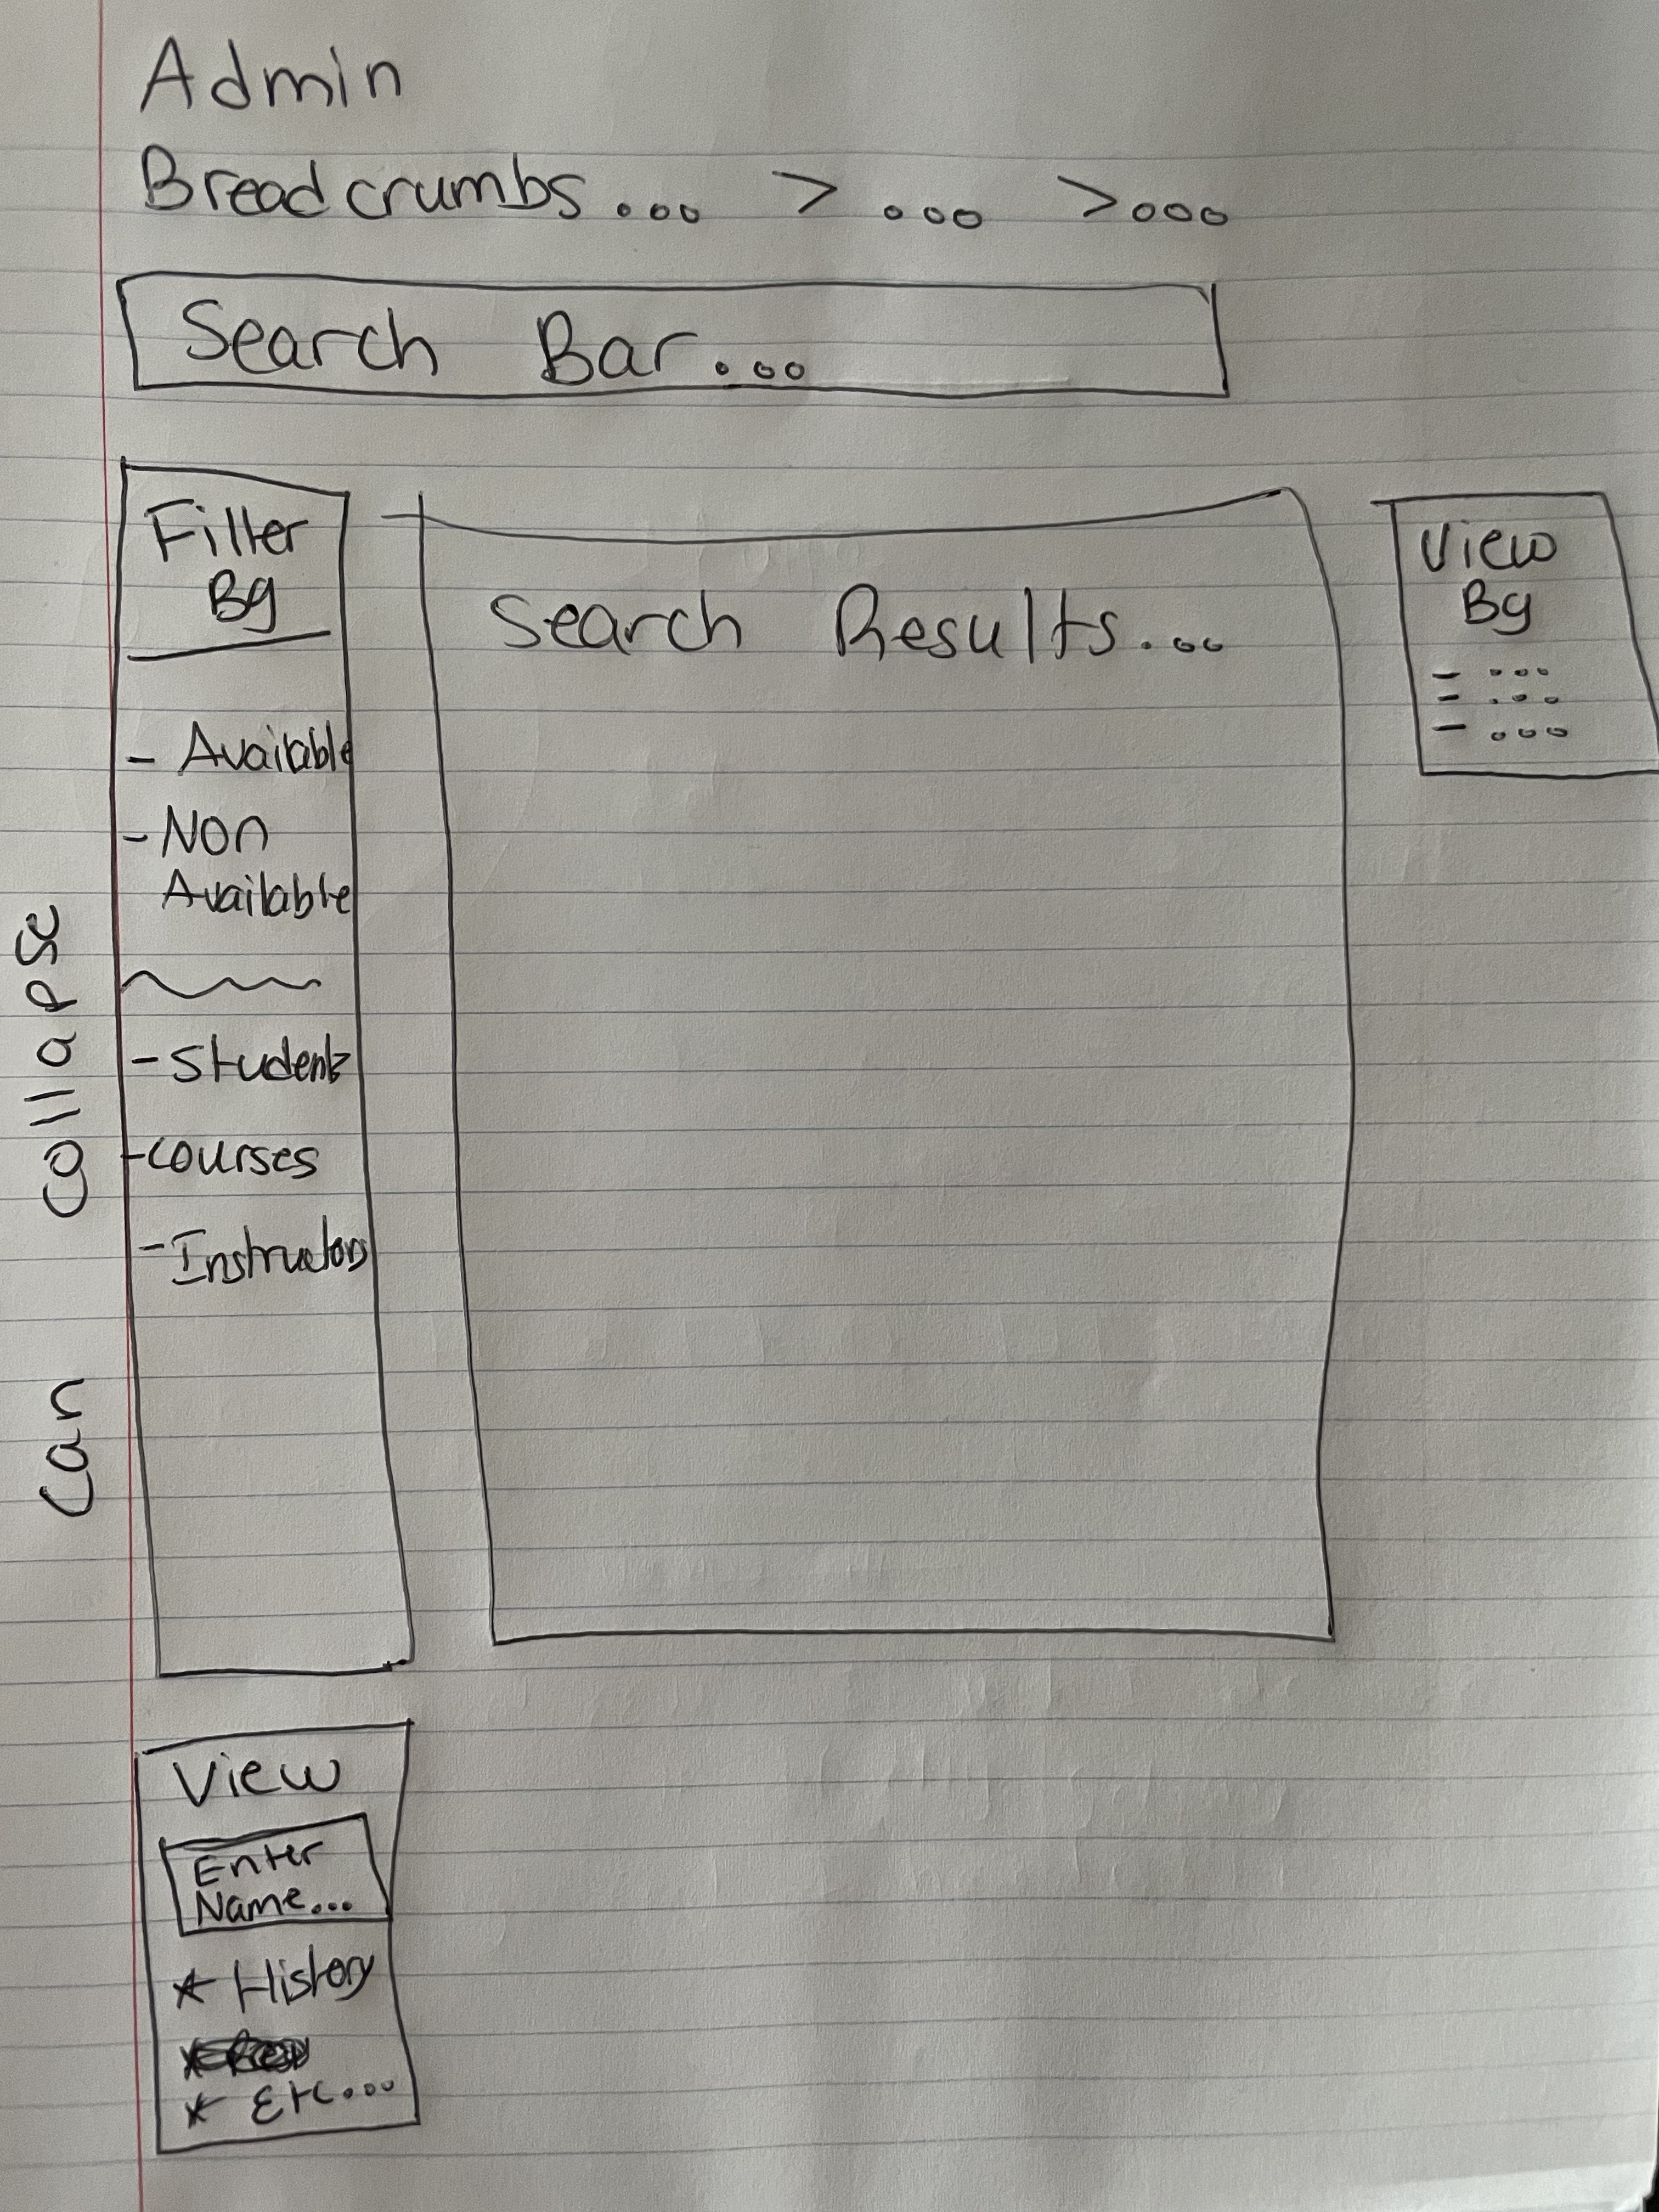 Admin
Breadcrumbs... > ... >...
Search Bar...
Filter
By
- Available
- Non
Available
- Students
- Courses
- Instructors
Can Collapse
Search Results...
View
By
- ...
- ...
- ...
View
Enter
Name...
* History
* Etc...